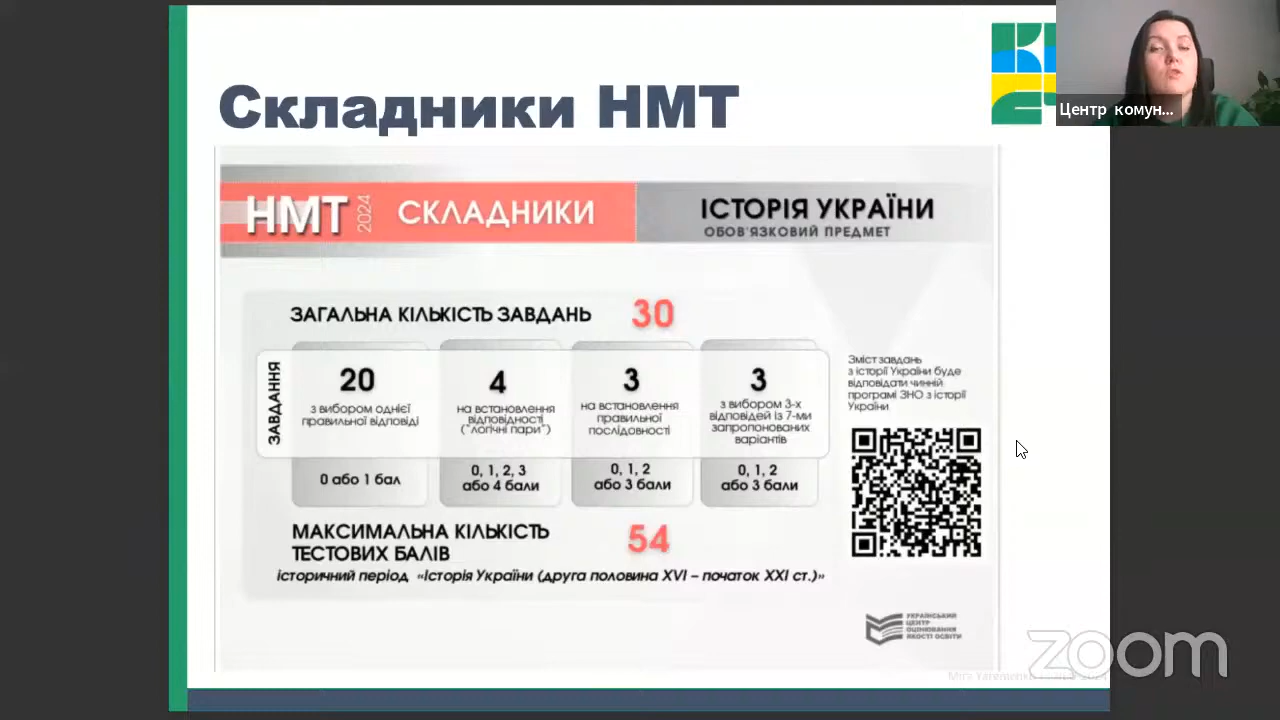 Складники НМТ
Центр комун...
НМТ 2024 СКЛАДНИКИ
ІСТОРІЯ УКРАЇНИ
ОБОВ'ЯЗКОВИЙ ПРЕДМЕТ
ЗАГАЛЬНА КІЛЬКІСТЬ ЗАВДАНЬ 30
ЗАВДАННЯ
20
з вибором однієї
правильної відповіді
0 або 1 бал
4
на встановлення
відповідності
("логічні пари")
0, 1, 2, 3
або 4 бали
3
на встановлення
правильної
послідовності
0, 1, 2
або 3 бали
3
з вибором 3-х
відповідей із 7-ми
запропонованих
варіантів
0, 1, 2
або 3 бали
Зміст завдань
з історії України буде
відповідати чинній
програмі ЗНО з історії
України
МАКСИМАЛЬНА КІЛЬКІСТЬ
ТЕСТОВИХ БАЛІВ 54
історичний період «Історія України (друга половина XVI – початок XXI ст.)»
УКРАЇНСЬКИЙ
ЦЕНТР
ОЦІНЮВАННЯ
ЯКОСТІ ОСВІТИ
zoom